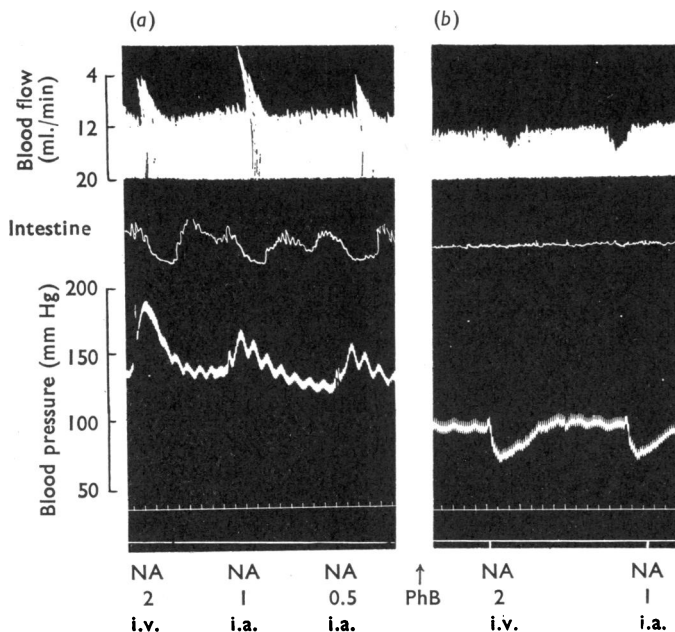 (a) (b)
Blood flow
(ml./min)
4
12
20
Intestine
Blood pressure (mm Hg)
200
150
100
50
NA NA NA ↑ NA NA
2 1 0.5 PhB 2 1
i.v. i.a. i.a. i.v. i.a.